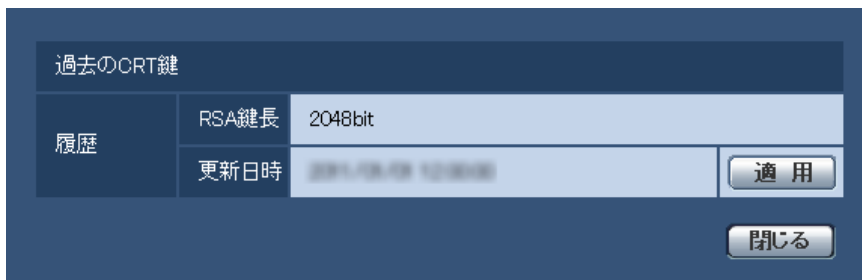 過去のCRT鍵
履歴
RSA鍵長 2048bit
更新日時
適 用
閉じる